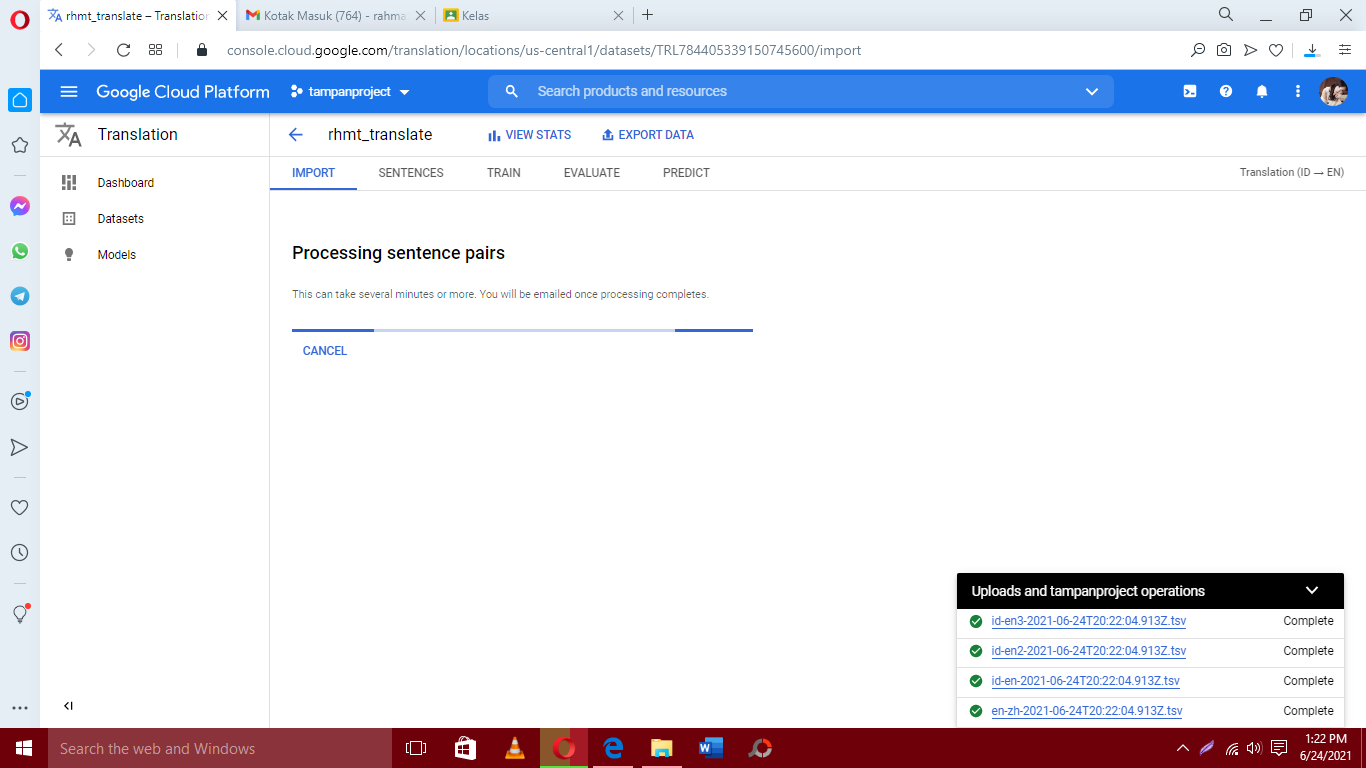 rhmt_translate – Translation
Kotak Masuk (764) - rahma
Kelas
console.cloud.google.com/translation/locations/us-central1/datasets/TRL784405339150745600/import
Google Cloud Platform
tampanproject
Search products and resources
Translation
rhmt_translate
VIEW STATS
EXPORT DATA
IMPORT
SENTENCES
TRAIN
EVALUATE
PREDICT
Translation (ID → EN)
Dashboard
Datasets
Models
Processing sentence pairs
This can take several minutes or more. You will be emailed once processing completes.
CANCEL
Uploads and tampanproject operations
id-en3-2021-06-24T20:22:04.913Z.tsv Complete
id-en2-2021-06-24T20:22:04.913Z.tsv Complete
id-en-2021-06-24T20:22:04.913Z.tsv Complete
en-zh-2021-06-24T20:22:04.913Z.tsv Complete
Search the web and Windows
1:22 PM
6/24/2021